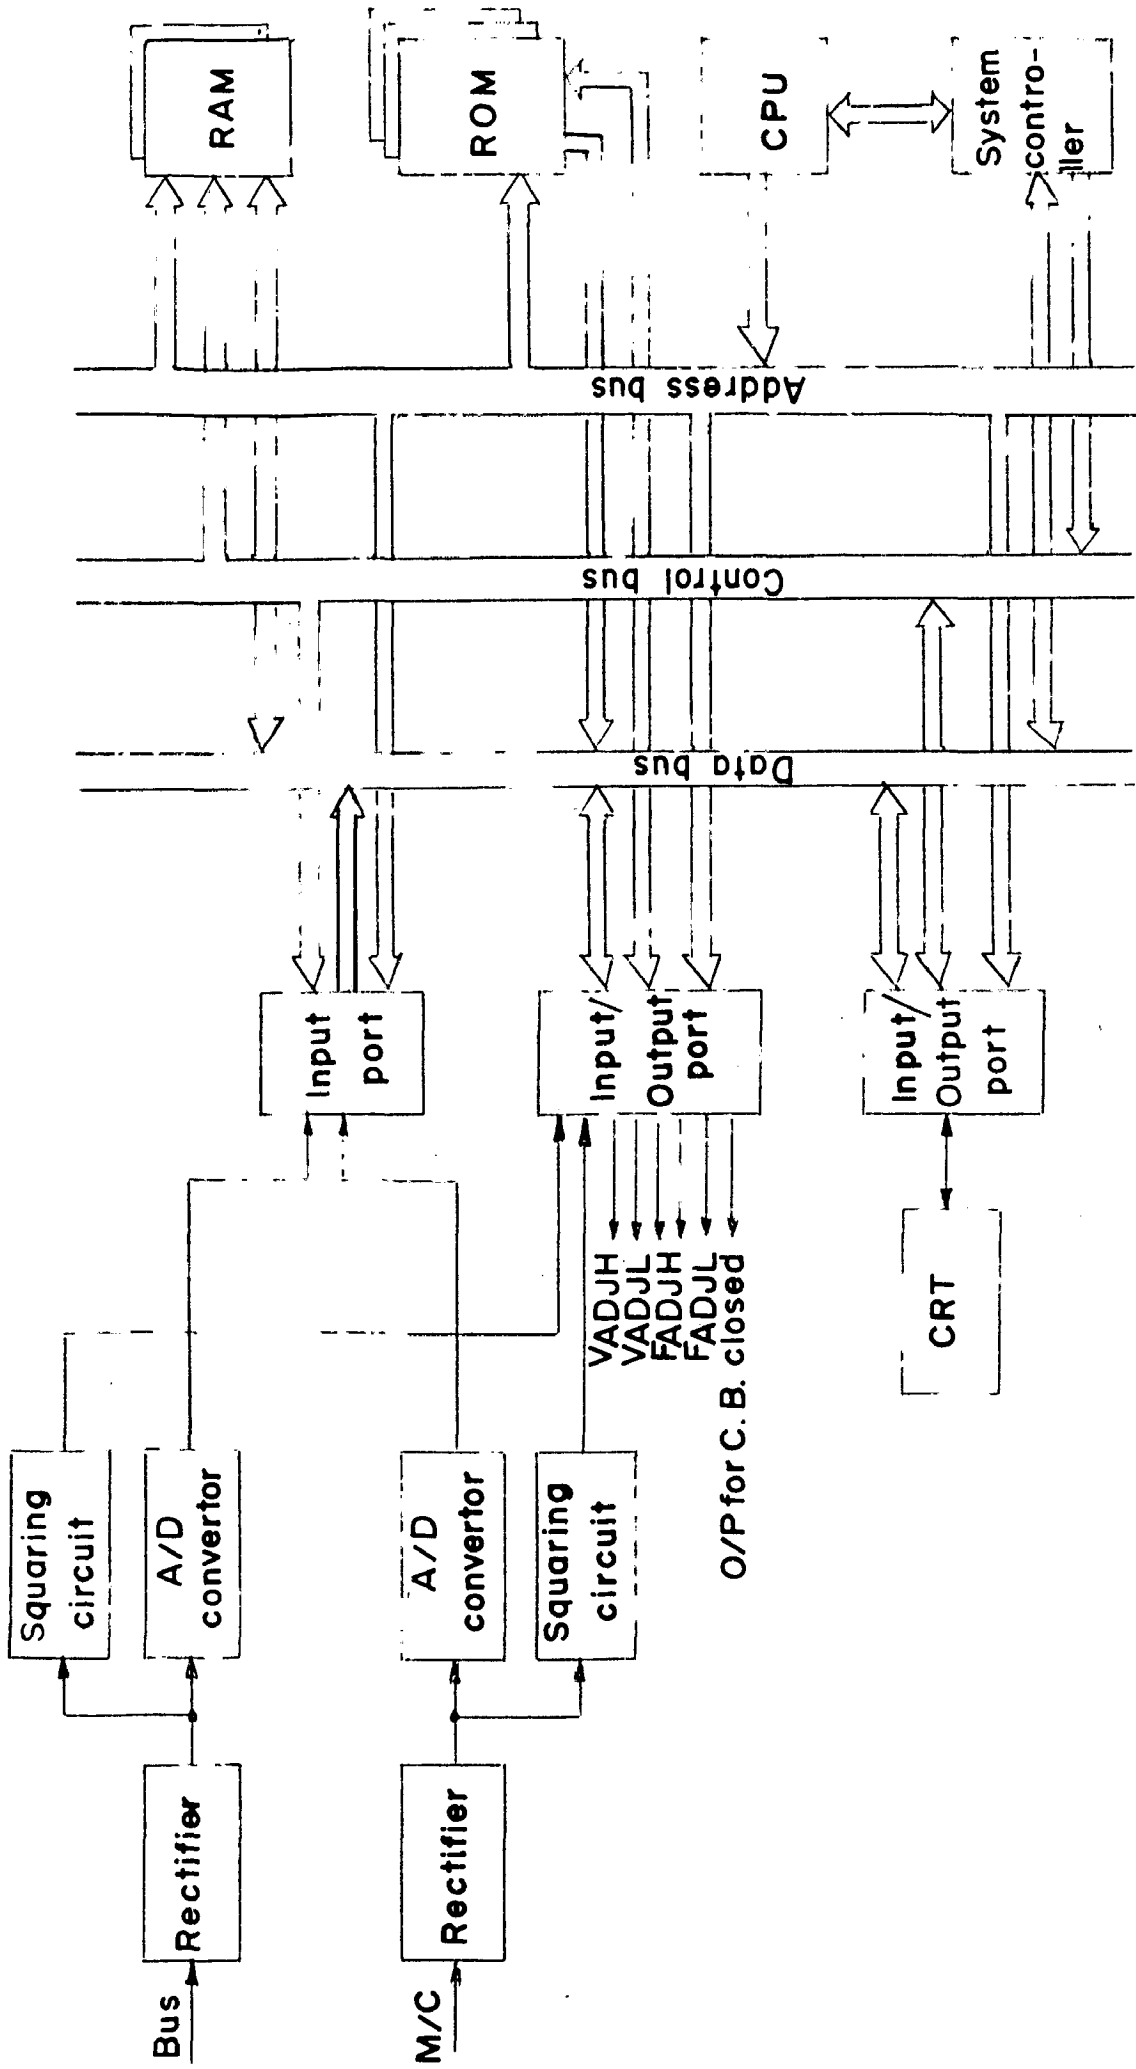 Bus
Rectifier
Squaring
circuit
A/D
convertor
M/C
Rectifier
A/D
convertor
Squaring
circuit
VADJH
VADJL
FADJH
FADJL
O/P for C. B. closed
CRT
Input
port
Input/
Output
port
Input/
Output
port
Data bus
Control bus
Address bus
RAM
ROM
CPU
System
contro-
ller